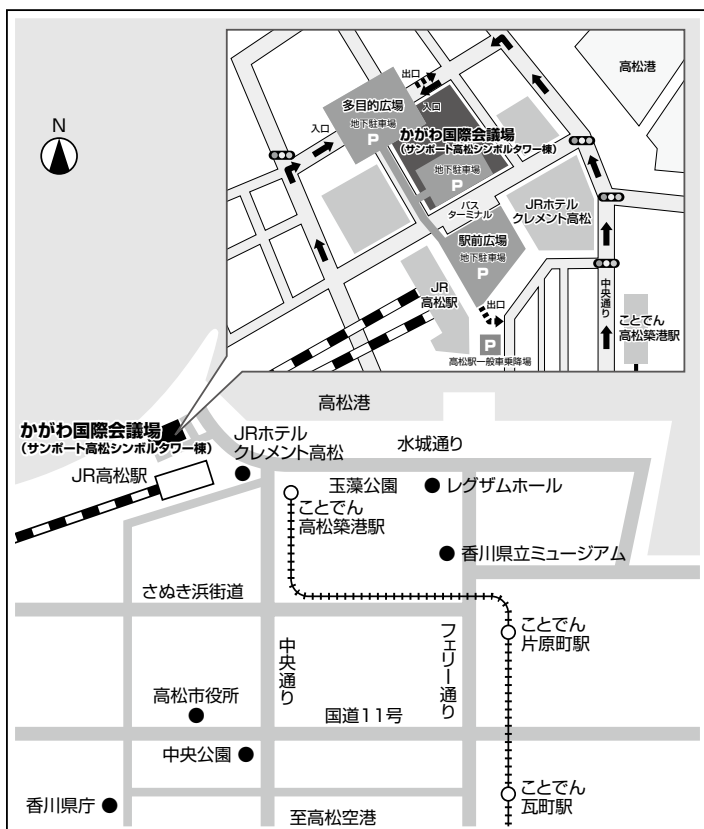 N
高松港
出口
多目的広場
地下駐車場
P
入口
入口
かがわ国際会議場
(サンポート高松シンボルタワー棟)
地下駐車場
P
バス
ターミナル
JRホテル
クレメント高松
駅前広場
地下駐車場
P
JR
高松駅
出口
P
高松駅一般車乗降場
中央通り
ことでん
高松築港駅
高松港
かがわ国際会議場
(サンポート高松シンボルタワー棟)
JRホテル
クレメント高松
水城通り
JR高松駅
玉藻公園
レグザムホール
ことでん
高松築港駅
香川県立ミュージアム
さぬき浜街道
中央通り
フェリー通り
ことでん
片原町駅
高松市役所
国道11号
中央公園
香川県庁
至高松空港
ことでん
瓦町駅